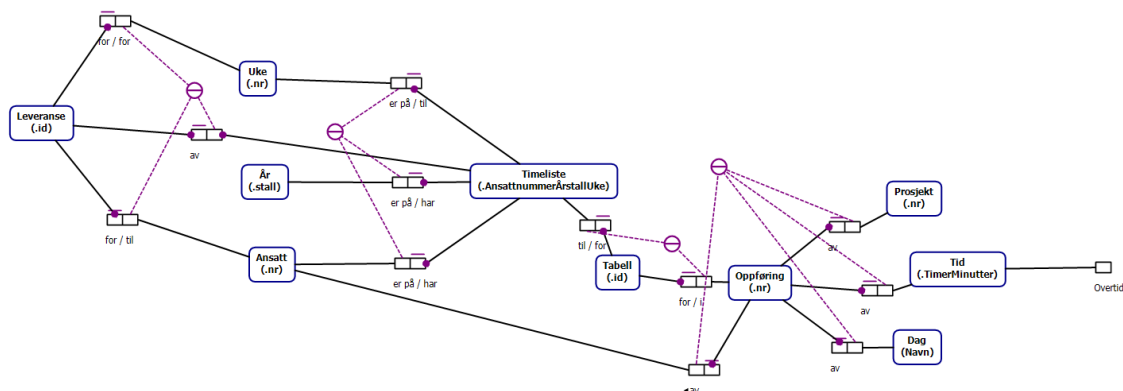 for / for
Uke
(.nr)
er på / til
Leveranse
(.id)
av
Timeliste
(.AnsattnummerÅrstallUke)
År
(.stall)
er på / har
Prosjekt
(.nr)
for / til
til / for
av
Ansatt
(.nr)
er på / har
Tabell
(.id)
Oppføring
(.nr)
Tid
(.TimerMinutter)
Overtid
for / i
av
Dag
(Navn)
av
av